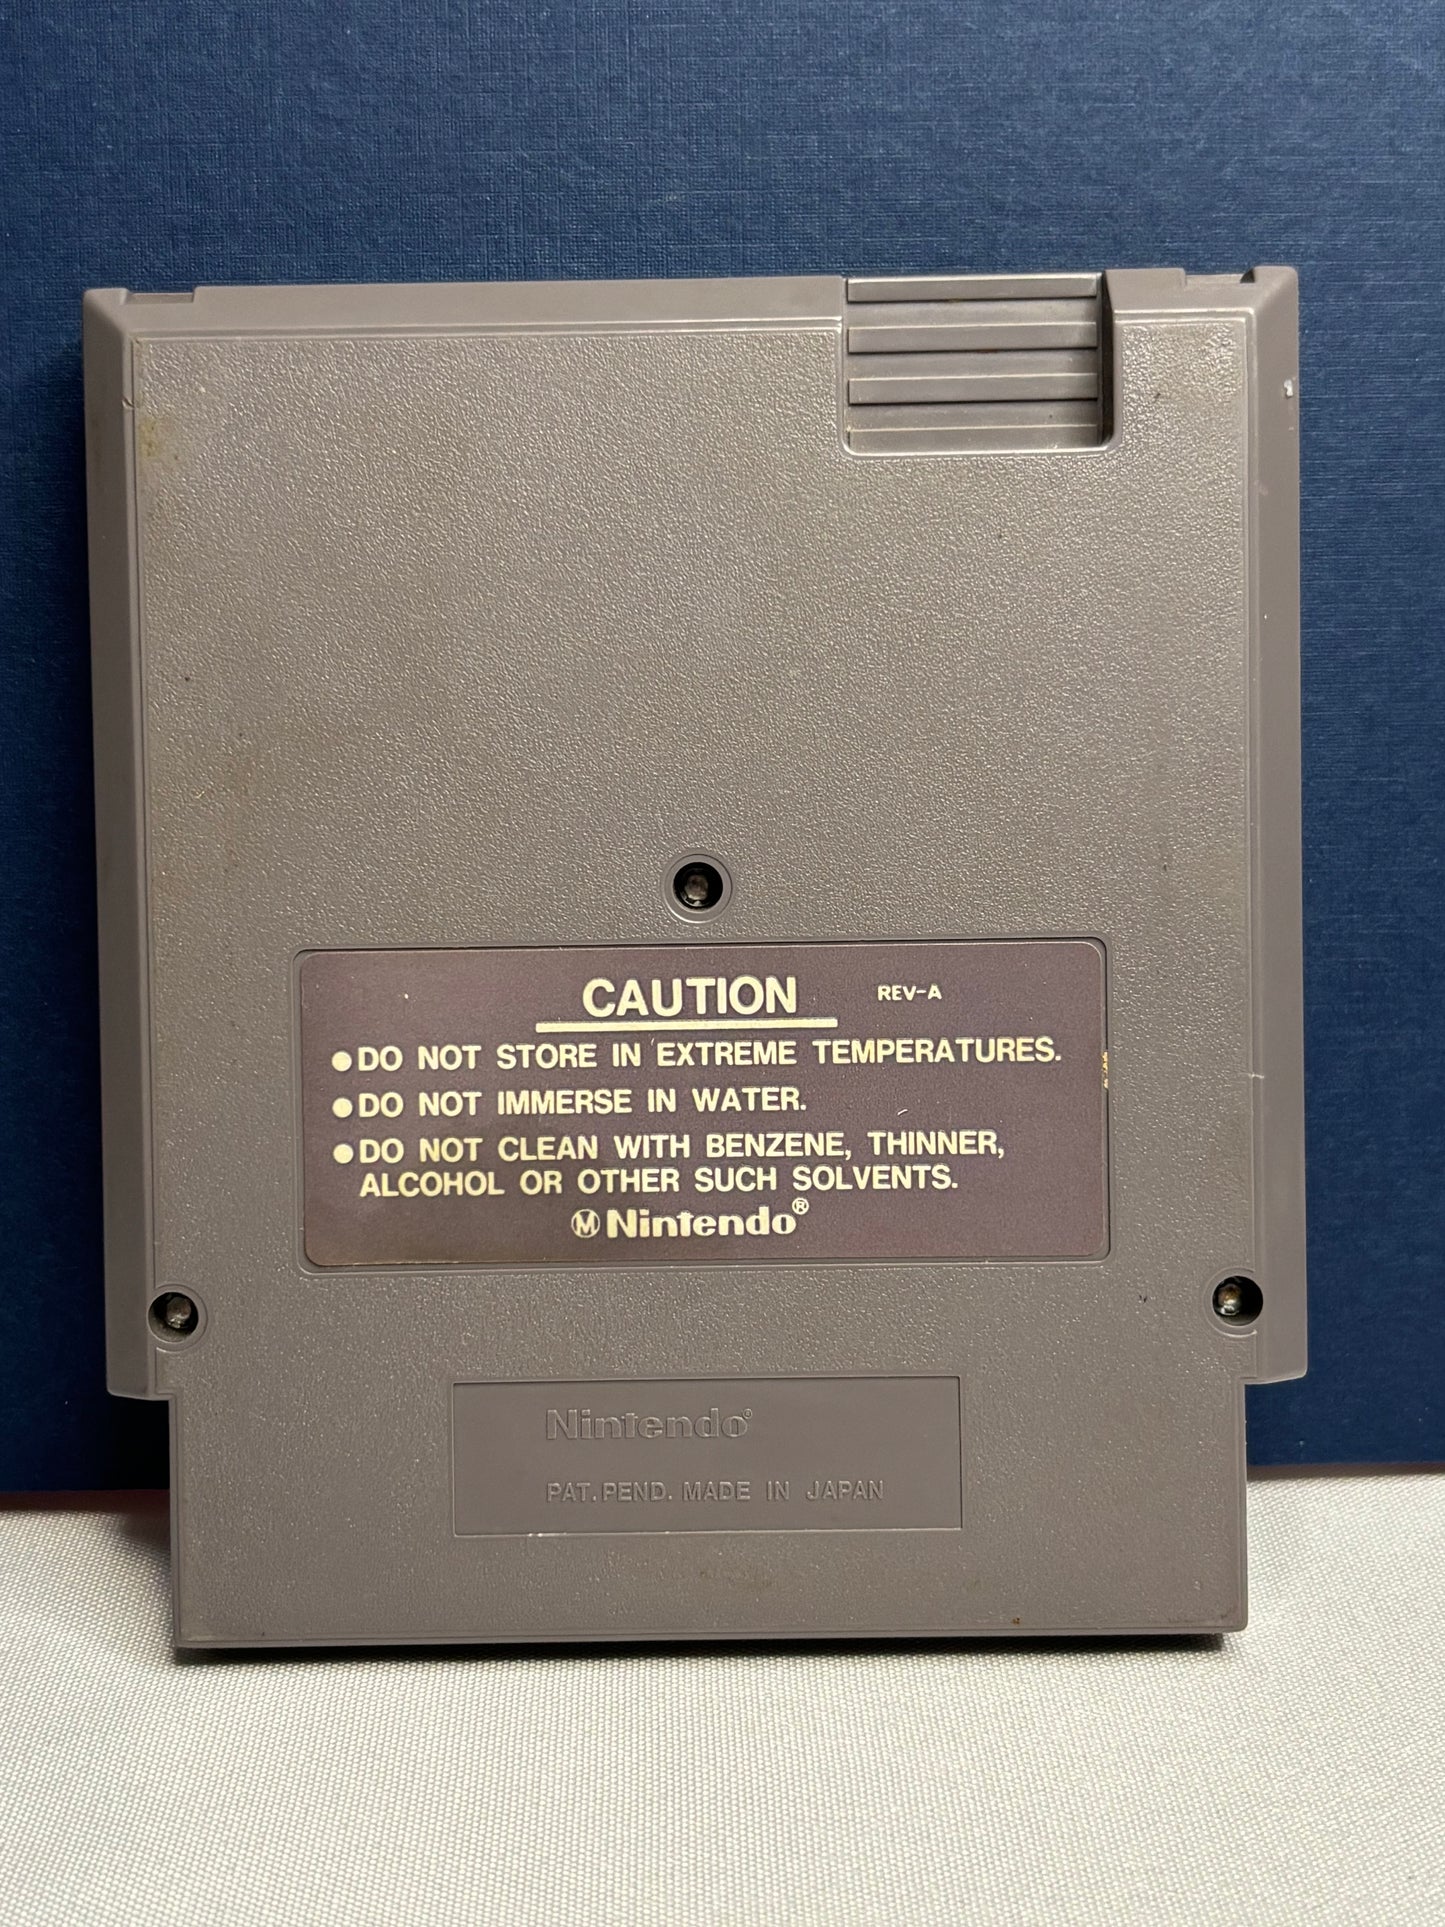 CAUTION REV-A
●DO NOT STORE IN EXTREME TEMPERATURES.
●DO NOT IMMERSE IN WATER.
●DO NOT CLEAN WITH BENZENE, THINNER,
ALCOHOL OR OTHER SUCH SOLVENTS.
Ⓜ Nintendo®
Nintendo®
PAT. PEND. MADE IN JAPAN